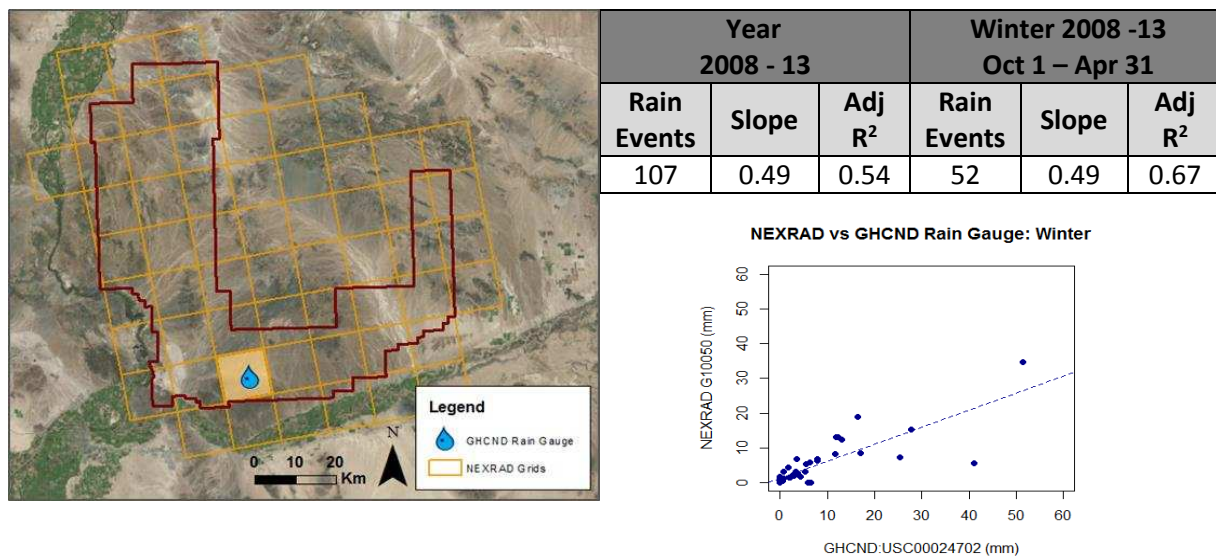 Legend
GHCND Rain Gauge
NEXRAD Grids
N
0 10 20
Km
Year
2008 - 13
Winter 2008 -13
Oct 1 – Apr 31
Rain
Events
Slope
Adj
R²
Rain
Events
Slope
Adj
R²
107 0.49 0.54 52 0.49 0.67
NEXRAD vs GHCND Rain Gauge: Winter
NEXRAD G10050 (mm)
60
50
40
30
20
10
0
0 10 20 30 40 50 60
GHCND:USC00024702 (mm)